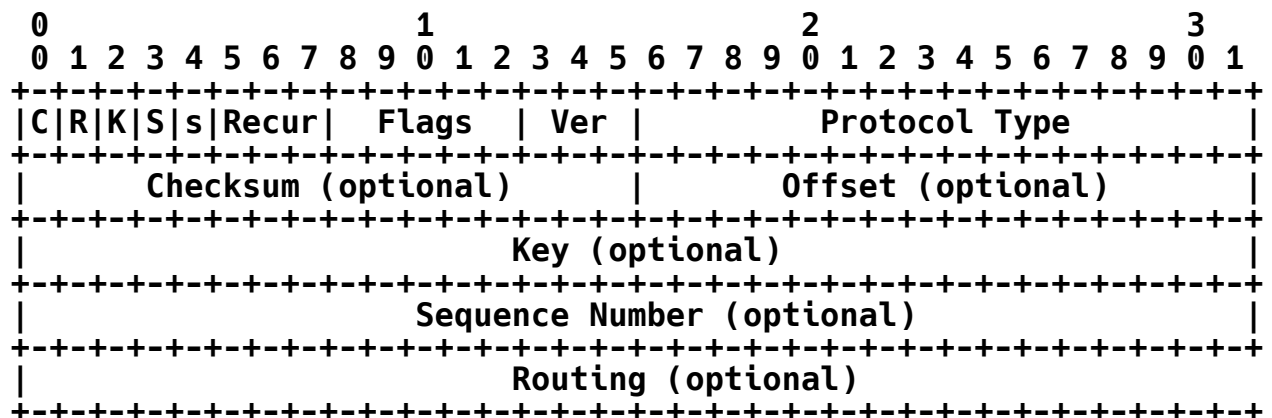 0                   1                   2                   3
 0 1 2 3 4 5 6 7 8 9 0 1 2 3 4 5 6 7 8 9 0 1 2 3 4 5 6 7 8 9 0 1
+-+-+-+-+-+-+-+-+-+-+-+-+-+-+-+-+-+-+-+-+-+-+-+-+-+-+-+-+-+-+-+-+
|C|R|K|S|s|Recur|  Flags  | Ver |         Protocol Type         |
+-+-+-+-+-+-+-+-+-+-+-+-+-+-+-+-+-+-+-+-+-+-+-+-+-+-+-+-+-+-+-+-+
|      Checksum (optional)      |       Offset (optional)       |
+-+-+-+-+-+-+-+-+-+-+-+-+-+-+-+-+-+-+-+-+-+-+-+-+-+-+-+-+-+-+-+-+
|                         Key (optional)                        |
+-+-+-+-+-+-+-+-+-+-+-+-+-+-+-+-+-+-+-+-+-+-+-+-+-+-+-+-+-+-+-+-+
|                    Sequence Number (optional)                 |
+-+-+-+-+-+-+-+-+-+-+-+-+-+-+-+-+-+-+-+-+-+-+-+-+-+-+-+-+-+-+-+-+
|                         Routing (optional)
+-+-+-+-+-+-+-+-+-+-+-+-+-+-+-+-+-+-+-+-+-+-+-+-+-+-+-+-+-+-+-+-+